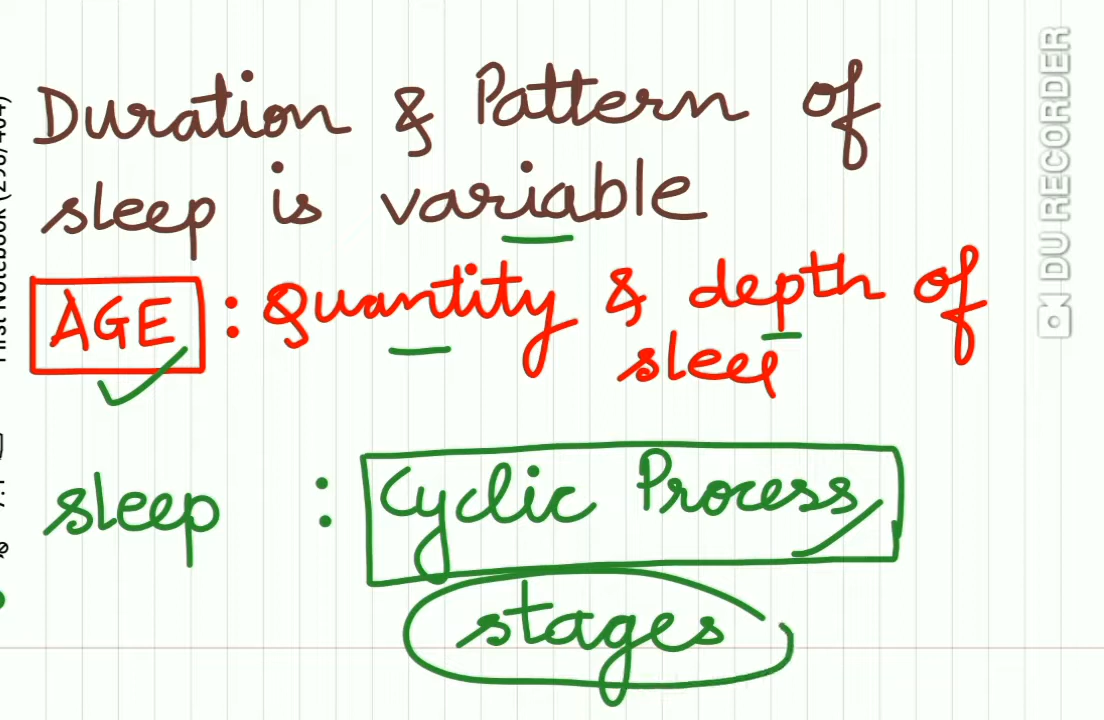 Duration & Pattern of
sleep is variable
AGE : Quantity & depth of
sleep
sleep : Cyclic Process
stages
DU RECORDER